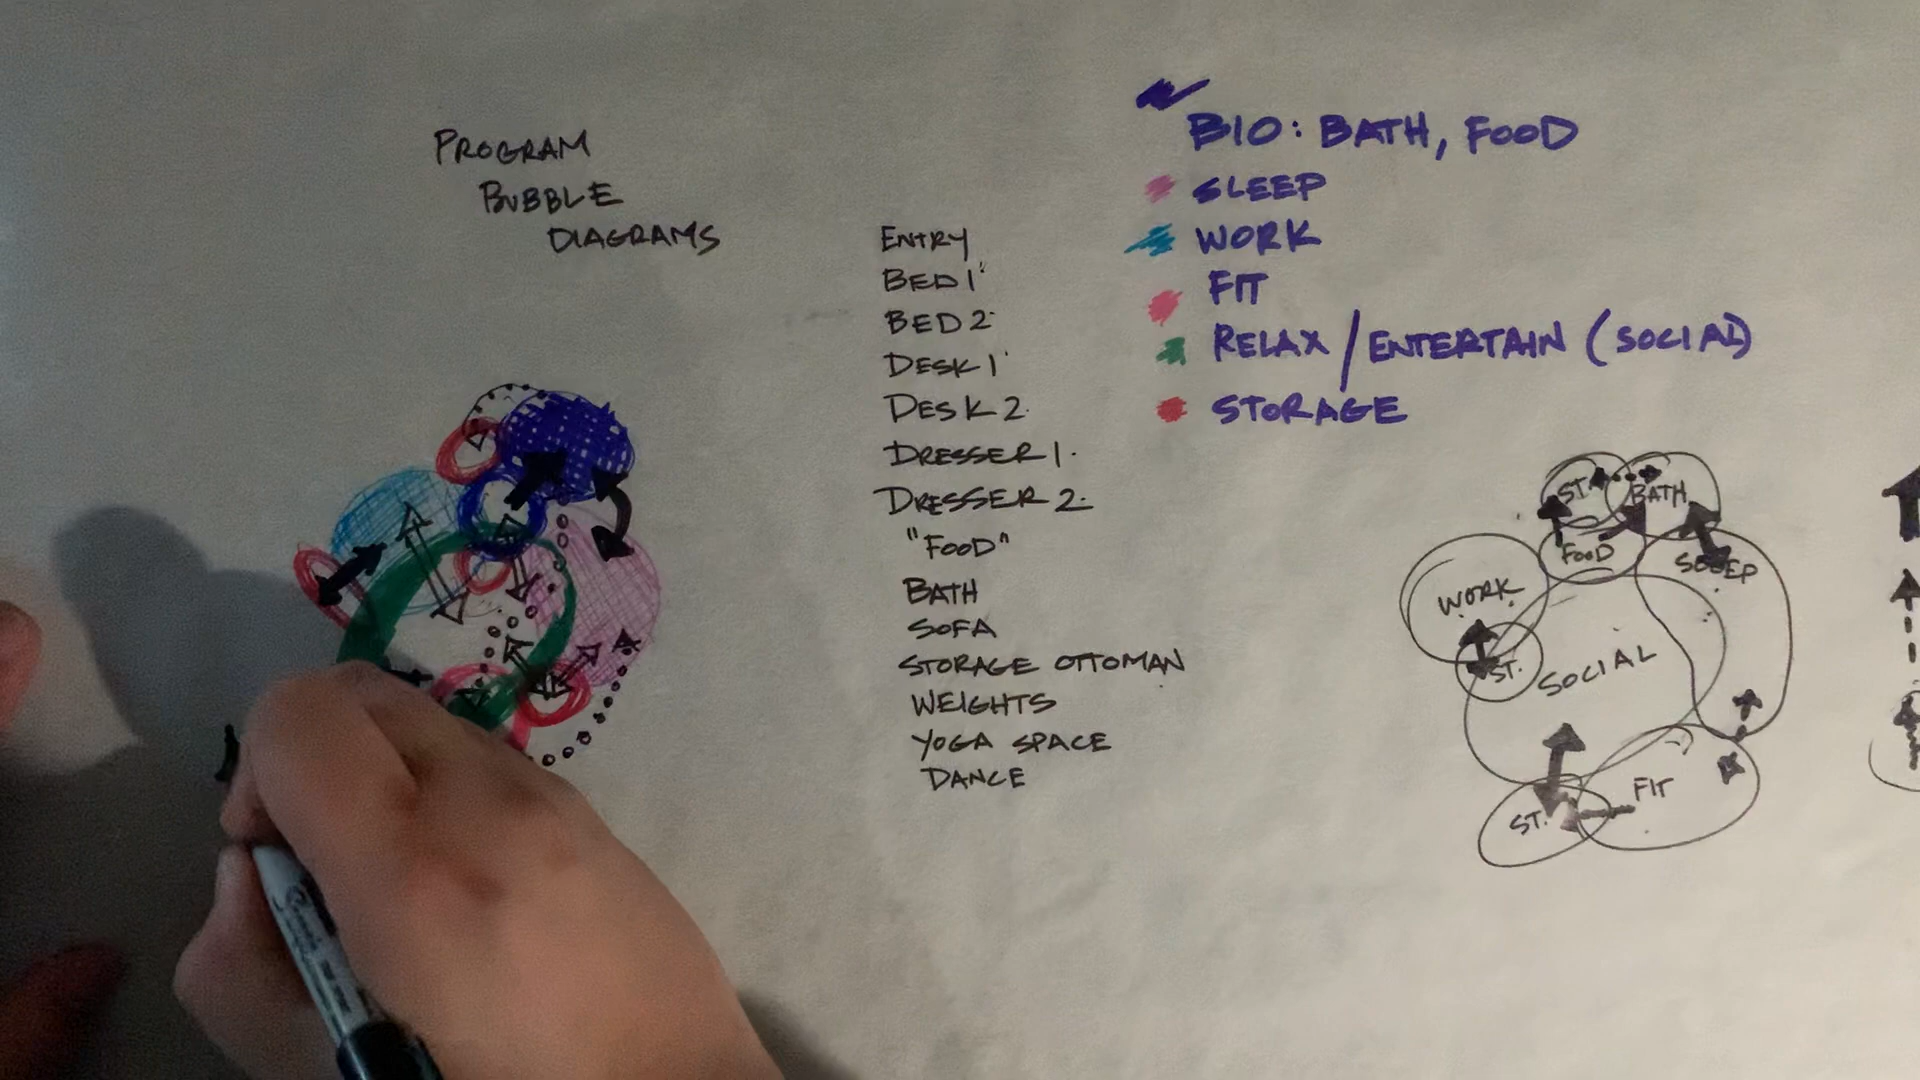 PROGRAM
BUBBLE
DIAGRAMS
ENTRY
BED 1
BED 2
DESK 1
DESK 2
DRESSER 1
DRESSER 2
"FOOD"
BATH
SOFA
STORAGE OTTOMAN
WEIGHTS
YOGA SPACE
DANCE
BIO: BATH, FOOD
SLEEP
WORK
FIT
RELAX / ENTERTAIN (SOCIAL)
STORAGE
ST.
BATH
FOOD
SLEEP
WORK
ST.
SOCIAL
FIT
ST.